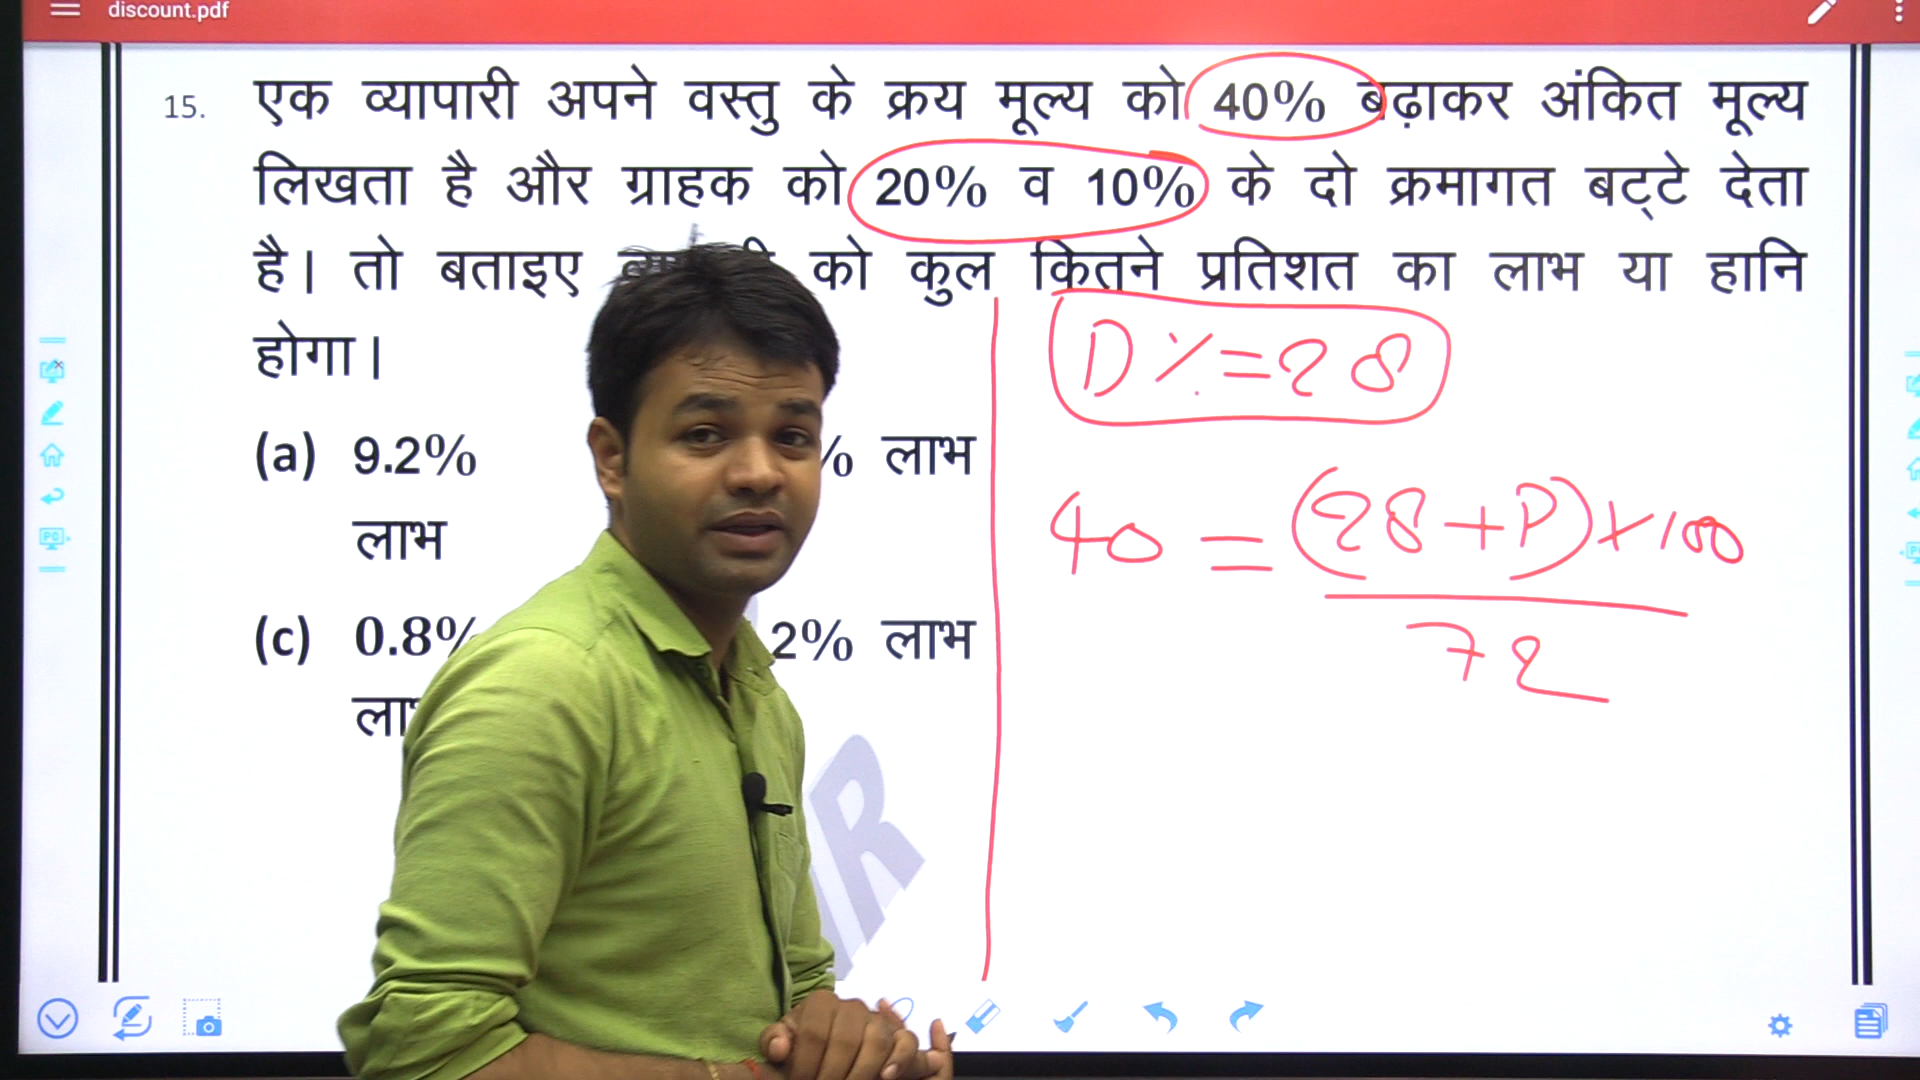 discount.pdf
15. एक व्यापारी अपने वस्तु के क्रय मूल्य को 40% बढ़ाकर अंकित मूल्य
लिखता है और ग्राहक को 20% व 10% के दो क्रमागत बट्टे देता
है। तो बताइए को कुल कितने प्रतिशत का लाभ या हानि
होगा।
D%=28
(a) 9.2% % लाभ
लाभ
40 = (28+P)×100
72
(c) 0.8% 2% लाभ